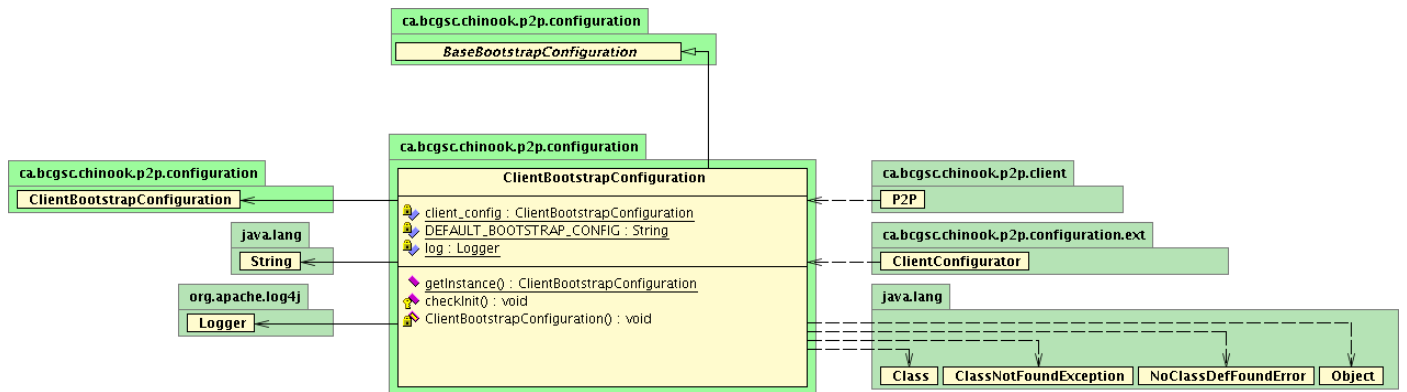 ca.bcgsc.chinook.p2p.configuration
BaseBootstrapConfiguration
ca.bcgsc.chinook.p2p.configuration
ClientBootstrapConfiguration
java.lang
String
org.apache.log4j
Logger
ca.bcgsc.chinook.p2p.configuration
ClientBootstrapConfiguration
client_config : ClientBootstrapConfiguration
DEFAULT_BOOTSTRAP_CONFIG : String
log : Logger
getInstance() : ClientBootstrapConfiguration
checkInit() : void
ClientBootstrapConfiguration() : void
ca.bcgsc.chinook.p2p.client
P2P
ca.bcgsc.chinook.p2p.configuration.ext
ClientConfigurator
java.lang
Class ClassNotFoundException NoClassDefFoundError Object